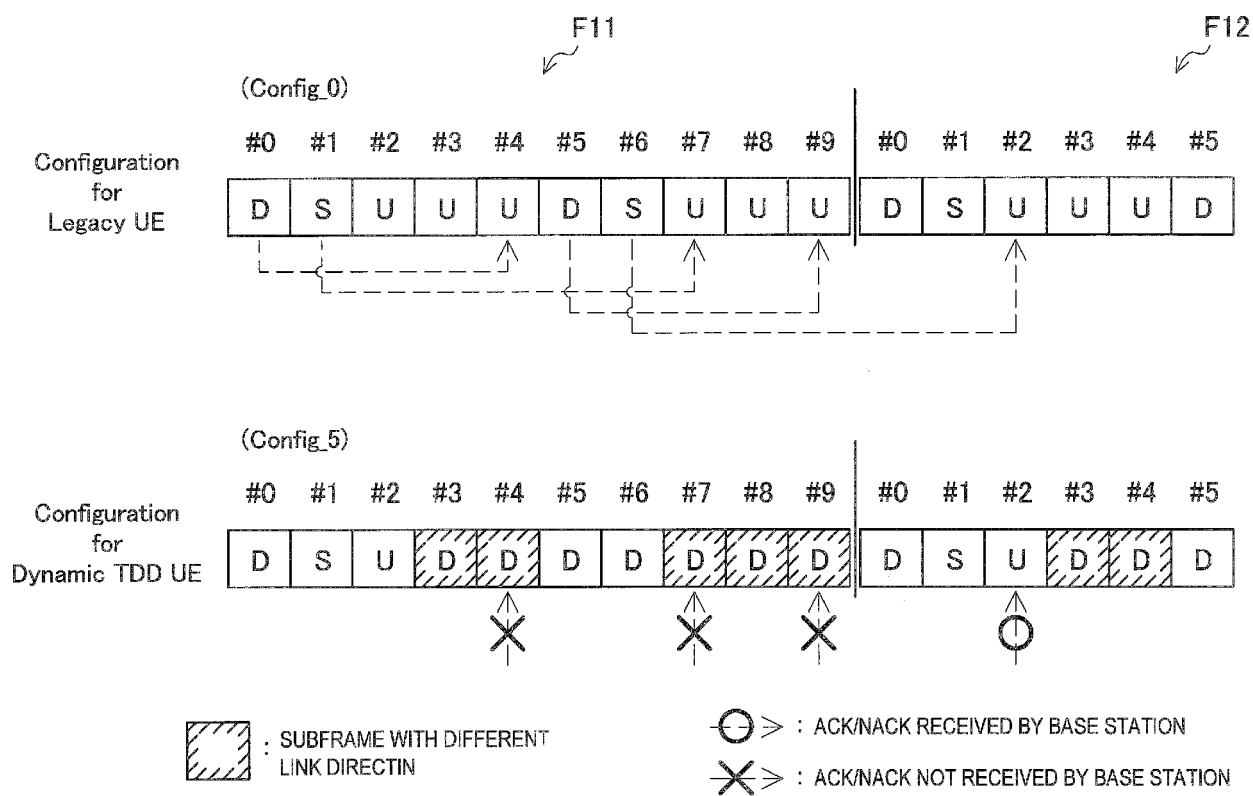 F11 F12
(Config_0)
#0 #1 #2 #3 #4 #5 #6 #7 #8 #9 #0 #1 #2 #3 #4 #5
Configuration
for
Legacy UE
D S U U U D S U U U D S U U U D
(Config_5)
#0 #1 #2 #3 #4 #5 #6 #7 #8 #9 #0 #1 #2 #3 #4 #5
Configuration
for
Dynamic TDD UE
D S U D D D D D D D D S U D D D
: SUBFRAME WITH DIFFERENT
LINK DIRECTIN
: ACK/NACK RECEIVED BY BASE STATION
: ACK/NACK NOT RECEIVED BY BASE STATION